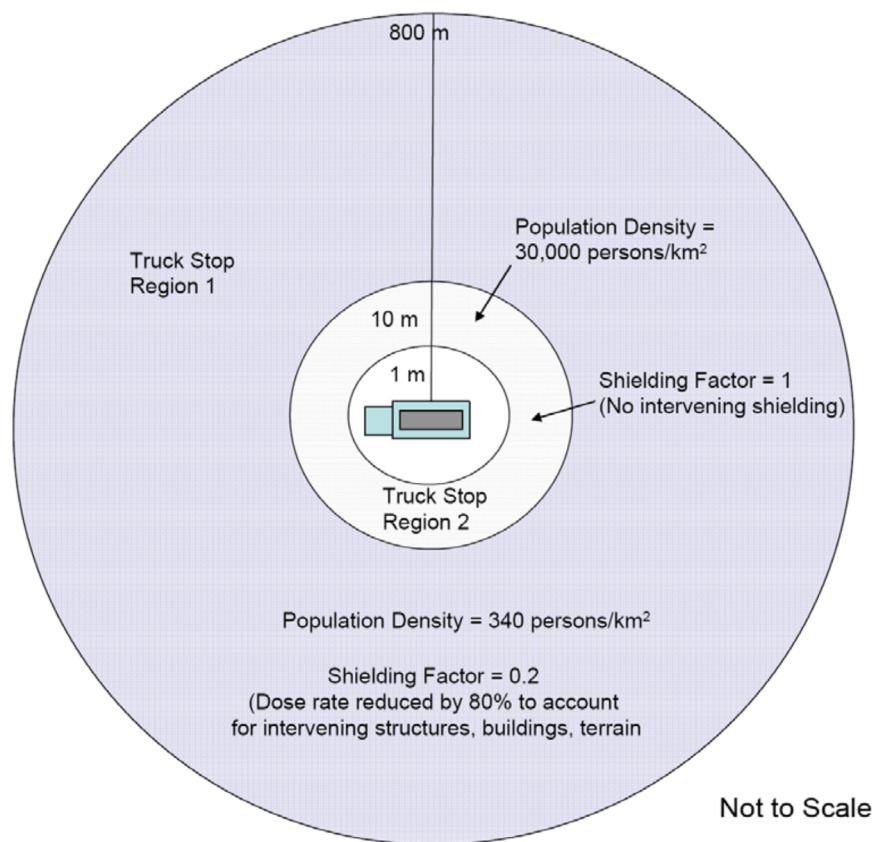 800 m
Population Density =
30,000 persons/km²
Truck Stop
Region 1
10 m
1 m
Shielding Factor = 1
(No intervening shielding)
Truck Stop
Region 2
Population Density = 340 persons/km²
Shielding Factor = 0.2
(Dose rate reduced by 80% to account
for intervening structures, buildings, terrain
Not to Scale